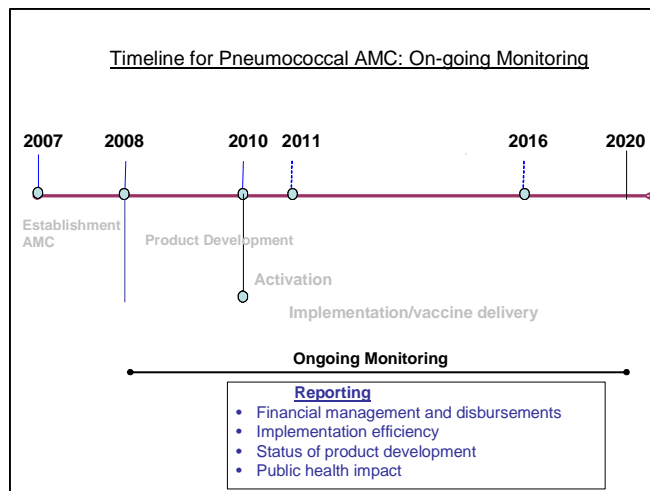 Timeline for Pneumococcal AMC: On-going Monitoring
2007 2008 2010 2011 2016 2020
Establishment
AMC
Product Development
Activation
Implementation/vaccine delivery
Ongoing Monitoring
Reporting
• Financial management and disbursements
• Implementation efficiency
• Status of product development
• Public health impact